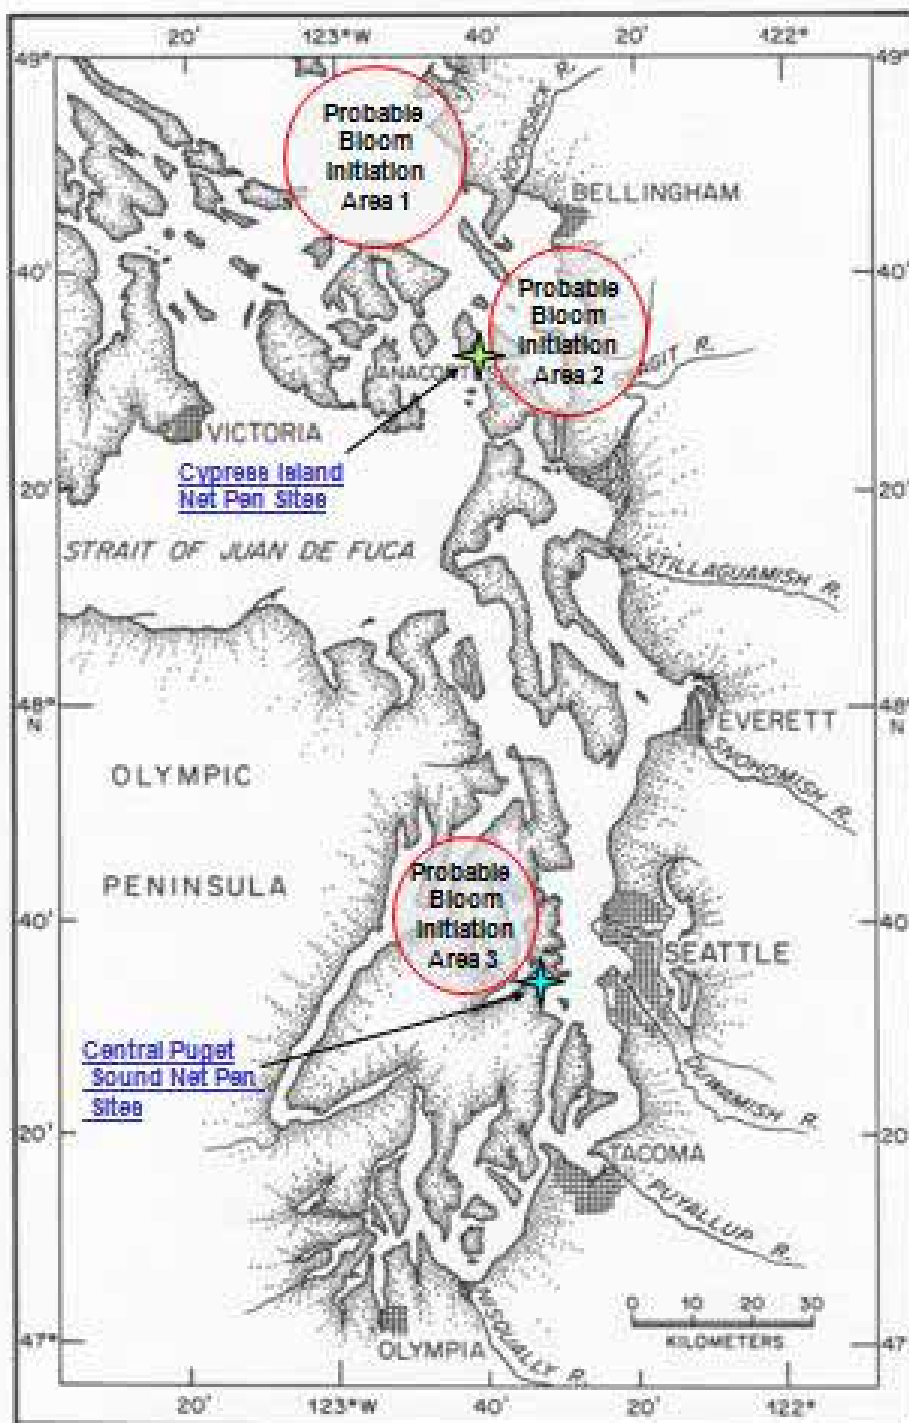 20' 123°W 40' 20' 122°
49° 49°
Probable
Bloom
Initiation
Area 1
NOOKSACK R.
BELLINGHAM
40' 40'
Probable
Bloom
Initiation
Area 2
R.
VICTORIA
Cypress Island
Net Pen Sites
20' 20'
STRAIT OF JUAN DE FUCA
STILLAGUAMISH R.
48° 48°
N N
EVERETT
SNOHOMISH R.
OLYMPIC
PENINSULA
Probable
Bloom
Initiation
Area 3
40' 40'
SEATTLE
Central Puget
Sound Net Pen
Sites
DUWAMISH R.
20' 20'
TACOMA
PUYALLUP R.
0 10 20 30
KILOMETERS
NISQUALLY R.
47° 47°
OLYMPIA
20' 123°W 40' 20' 122°